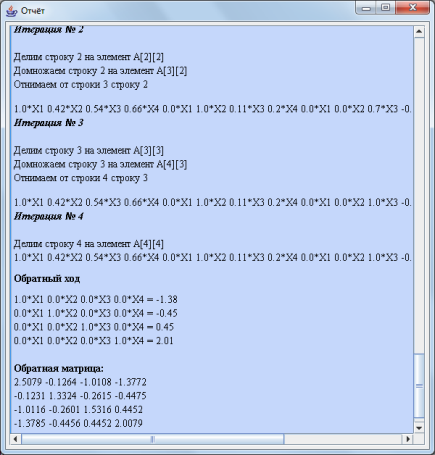 Отчёт
Итерация № 2
Делим строку 2 на элемент A[2][2]
Домножаем строку 2 на элемент A[3][2]
Отнимаем от строки 3 строку 2
1.0*X1 0.42*X2 0.54*X3 0.66*X4 0.0*X1 1.0*X2 0.11*X3 0.2*X4 0.0*X1 0.0*X2 0.7*X3 -0.
Итерация № 3
Делим строку 3 на элемент A[3][3]
Домножаем строку 3 на элемент A[4][3]
Отнимаем от строки 4 строку 3
1.0*X1 0.42*X2 0.54*X3 0.66*X4 0.0*X1 1.0*X2 0.11*X3 0.2*X4 0.0*X1 0.0*X2 1.0*X3 -0.
Итерация № 4
Делим строку 4 на элемент A[4][4]
1.0*X1 0.42*X2 0.54*X3 0.66*X4 0.0*X1 1.0*X2 0.11*X3 0.2*X4 0.0*X1 0.0*X2 1.0*X3 -0.
Обратный ход
1.0*X1 0.0*X2 0.0*X3 0.0*X4 = -1.38
0.0*X1 1.0*X2 0.0*X3 0.0*X4 = -0.45
0.0*X1 0.0*X2 1.0*X3 0.0*X4 = 0.45
0.0*X1 0.0*X2 0.0*X3 1.0*X4 = 2.01
Обратная матрица:
2.5079 -0.1264 -1.0108 -1.3772
-0.1231 1.3324 -0.2615 -0.4475
-1.0116 -0.2601 1.5316 0.4452
-1.3785 -0.4456 0.4452 2.0079